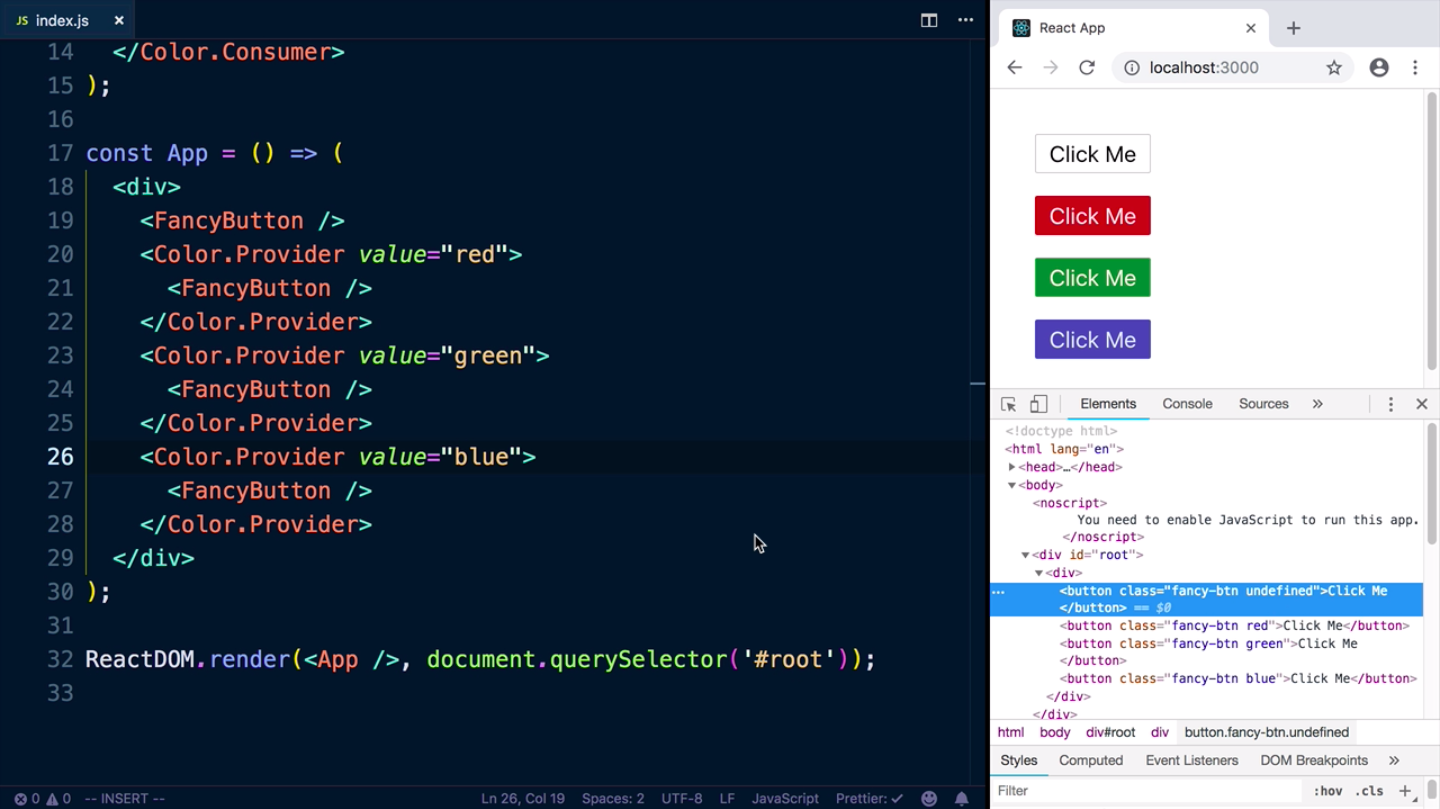 JS index.js ×
14 </Color.Consumer>
15 );
16
17 const App = () => (
18 <div>
19 <FancyButton />
20 <Color.Provider value="red">
21 <FancyButton />
22 </Color.Provider>
23 <Color.Provider value="green">
24 <FancyButton />
25 </Color.Provider>
26 <Color.Provider value="blue">
27 <FancyButton />
28 </Color.Provider>
29 </div>
30 );
31
32 ReactDOM.render(<App />, document.querySelector('#root'));
33
0 0 -- INSERT -- Ln 26, Col 19 Spaces: 2 UTF-8 LF JavaScript Prettier: ✓
React App
localhost:3000
Click Me
Click Me
Click Me
Click Me
Elements Console Sources »
<!doctype html>
<html lang="en">
<head>…</head>
<body>
<noscript>
You need to enable JavaScript to run this app.
</noscript>
<div id="root">
<div>
<button class="fancy-btn undefined">Click Me
</button> == $0
<button class="fancy-btn red">Click Me</button>
<button class="fancy-btn green">Click Me
</button>
<button class="fancy-btn blue">Click Me</button>
</div>
</div>
html body div#root div button.fancy-btn.undefined
Styles Computed Event Listeners DOM Breakpoints »
Filter :hov .cls +